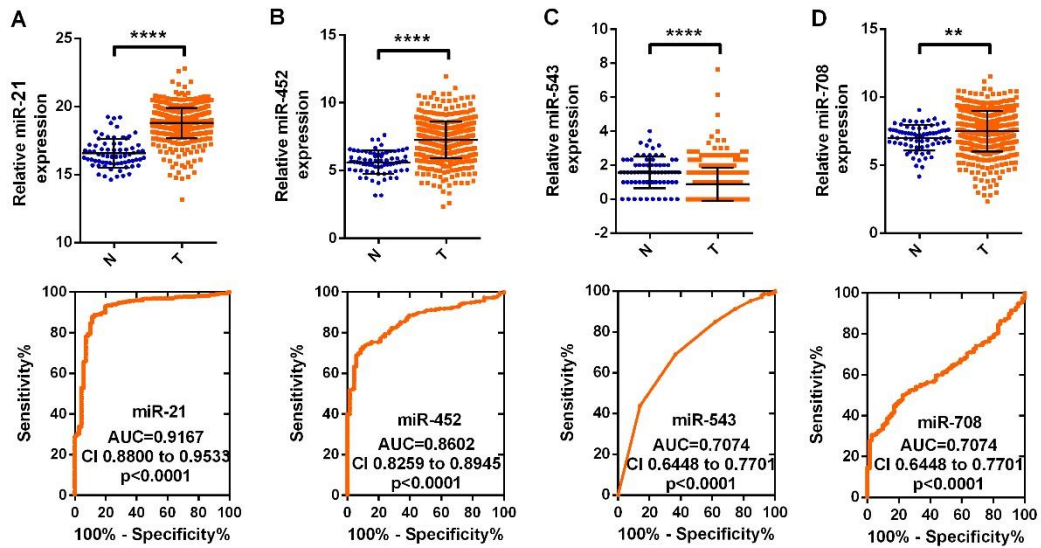 A
Relative miR-21
expression
25
20
15
10
****
N
T
B
Relative miR-452
expression
15
10
5
0
****
N
T
C
Relative miR-543
expression
10
8
6
4
2
0
-2
****
N
T
D
Relative miR-708
expression
15
10
5
0
**
N
T
Sensitivity%
100
80
60
40
20
0
miR-21
AUC=0.9167
CI 0.8800 to 0.9533
p<0.0001
0 20 40 60 80 100
100% - Specificity%
Sensitivity%
100
80
60
40
20
0
miR-452
AUC=0.8602
CI 0.8259 to 0.8945
p<0.0001
0 20 40 60 80 100
100% - Specificity%
Sensitivity%
100
80
60
40
20
0
miR-543
AUC=0.7074
CI 0.6448 to 0.7701
p<0.0001
0 20 40 60 80 100
100% - Specificity%
Sensitivity%
100
80
60
40
20
0
miR-708
AUC=0.7074
CI 0.6448 to 0.7701
p<0.0001
0 20 40 60 80 100
100% - Specificity%